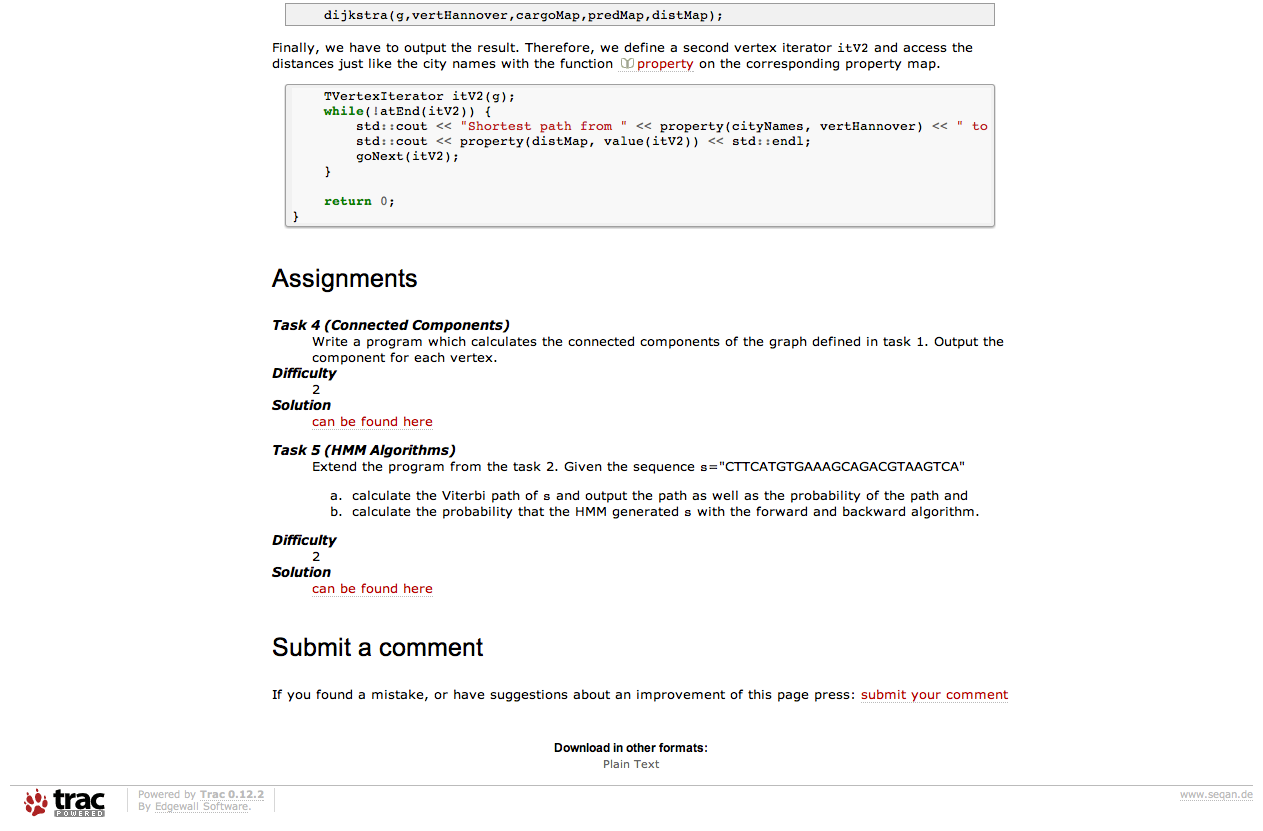 dijkstra(g,vertHannover,cargoMap,predMap,distMap);
Finally, we have to output the result. Therefore, we define a second vertex iterator itV2 and access the
distances just like the city names with the function property on the corresponding property map.
TVertexIterator itV2(g);
while(!atEnd(itV2)) {
std::cout << "Shortest path from " << property(cityNames, vertHannover) << " to
std::cout << property(distMap, value(itV2)) << std::endl;
goNext(itV2);
}
return 0;
}
Assignments
Task 4 (Connected Components)
Write a program which calculates the connected components of the graph defined in task 1. Output the
component for each vertex.
Difficulty
2
Solution
can be found here
Task 5 (HMM Algorithms)
Extend the program from the task 2. Given the sequence s="CTTCATGTGAAAGCAGACGTAAGTCA"
a. calculate the Viterbi path of s and output the path as well as the probability of the path and
b. calculate the probability that the HMM generated s with the forward and backward algorithm.
Difficulty
2
Solution
can be found here
Submit a comment
If you found a mistake, or have suggestions about an improvement of this page press: submit your comment
Download in other formats:
Plain Text
trac
POWERED
Powered by Trac 0.12.2
By Edgewall Software.
www.seqan.de